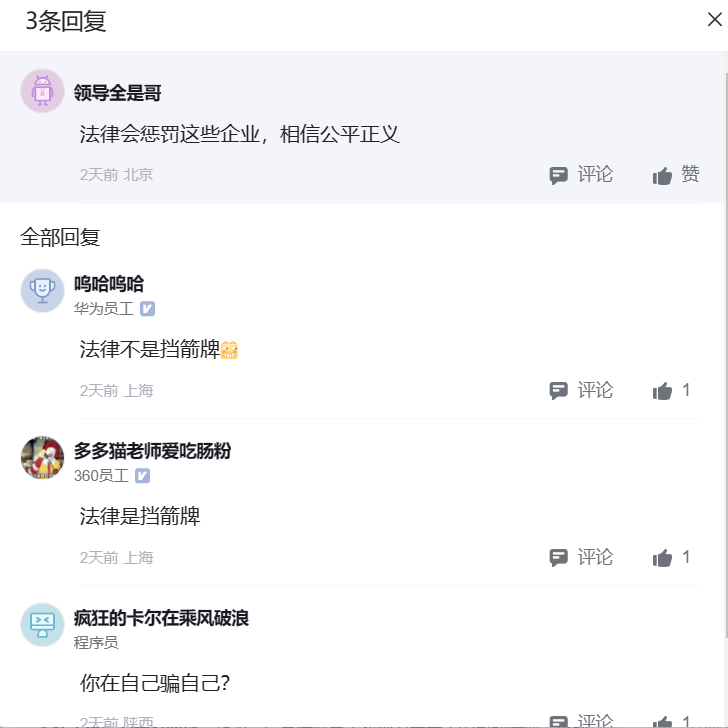 3条回复
领导全是哥
法律会惩罚这些企业，相信公平正义
2天前 北京 评论 赞
全部回复
呜哈呜哈
华为员工
法律不是挡箭牌
2天前 上海 评论 1
多多猫老师爱吃肠粉
360员工
法律是挡箭牌
2天前 上海 评论 1
疯狂的卡尔在乘风破浪
程序员
你在自己骗自己?
2天前 陕西 评论 1